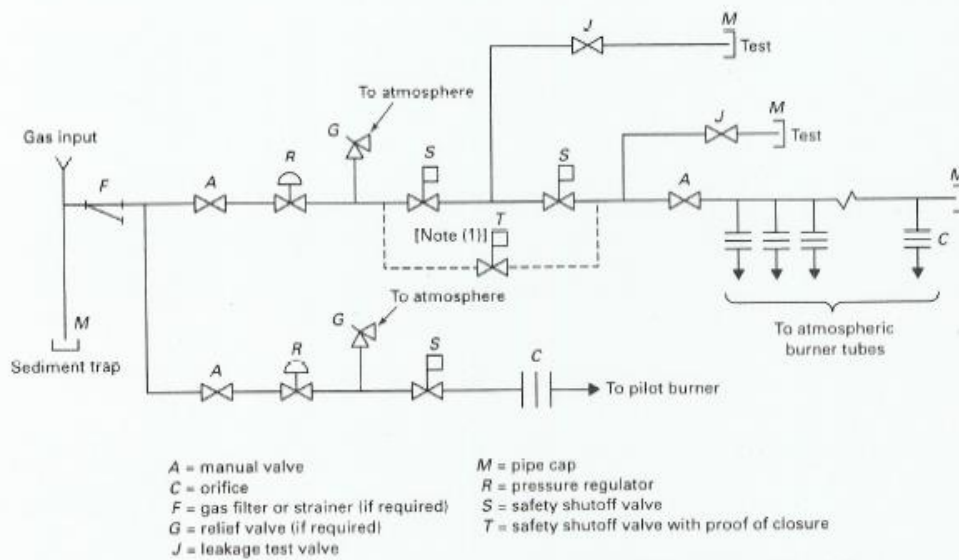 J
M
Test
To atmosphere
G
J
M
Test
Gas input
F
A
R
S
S
A
M
T
[Note (1)]
C
To atmosphere
G
To atmospheric
burner tubes
M
Sediment trap
A
R
S
C
To pilot burner
A = manual valve
C = orifice
F = gas filter or strainer (if required)
G = relief valve (if required)
J = leakage test valve
M = pipe cap
R = pressure regulator
S = safety shutoff valve
T = safety shutoff valve with proof of closure